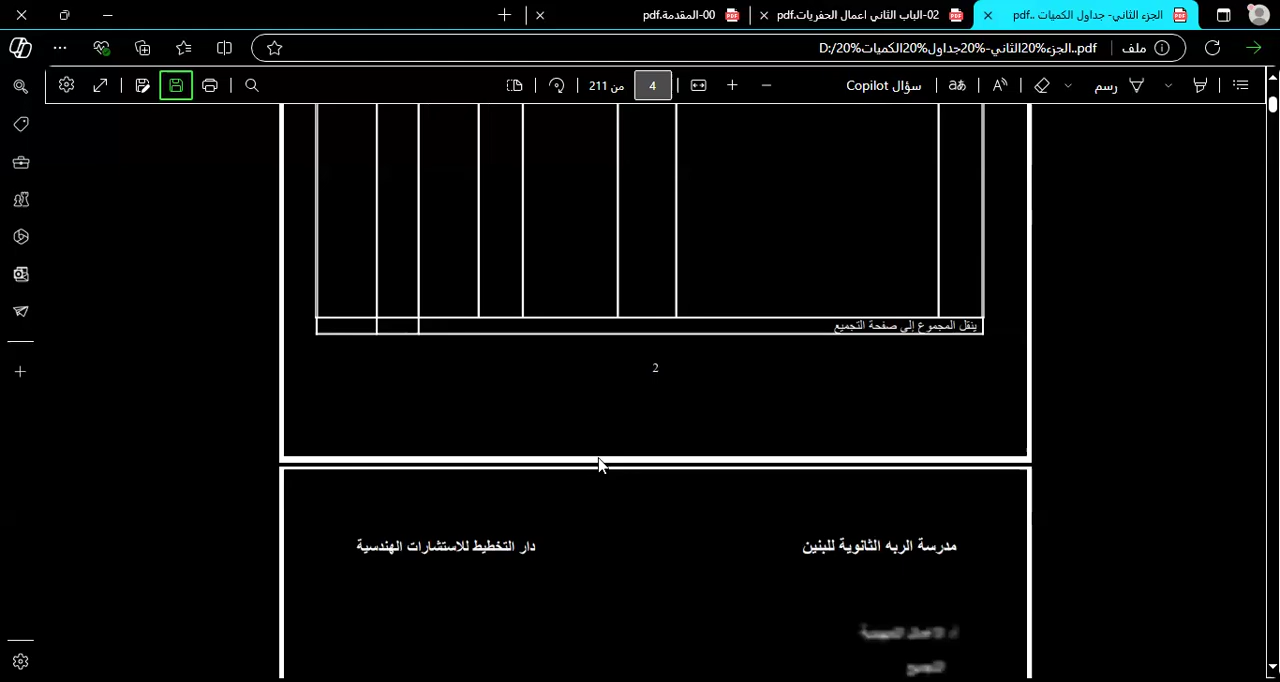 الجزء الثاني- جداول الكميات ..pdf
02-الباب الثاني اعمال الحفريات.pdf
00-المقدمة.pdf
ملف
D:/20%الجزء%20الثاني-%20جداول%20الكميات..pdf
رسم
سؤال Copilot
4
من 211
ينقل المجموع إلى صفحة التجميع
2
مدرسة الربه الثانوية للبنين
دار التخطيط للاستشارات الهندسية